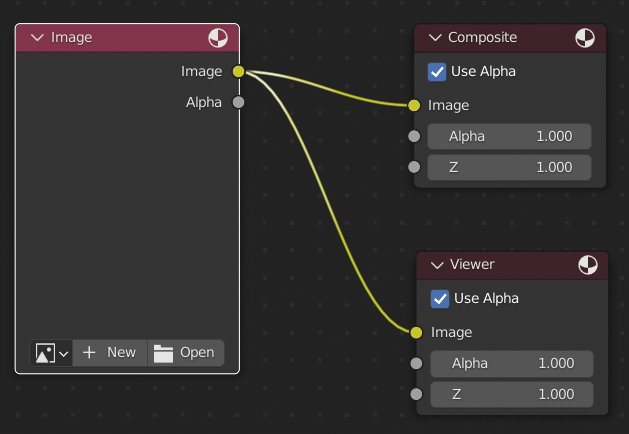 Image
Image
Alpha
New Open
Composite
Use Alpha
Image
Alpha 1.000
Z 1.000
Viewer
Use Alpha
Image
Alpha 1.000
Z 1.000